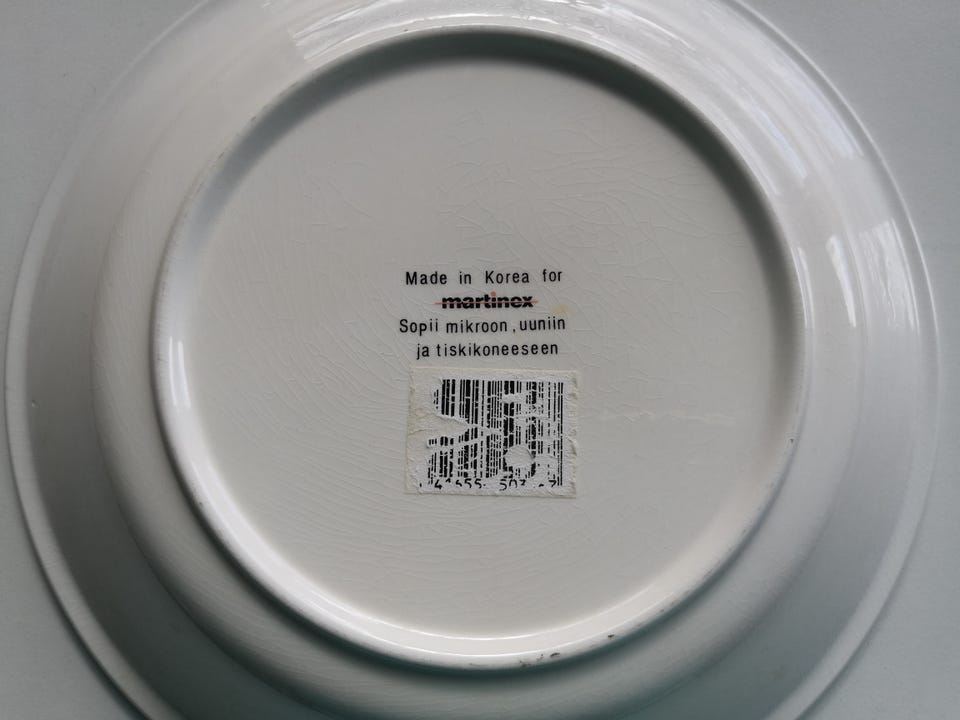 Made in Korea for
martinex
Sopii mikroon, uuniin
ja tiskikoneeseen